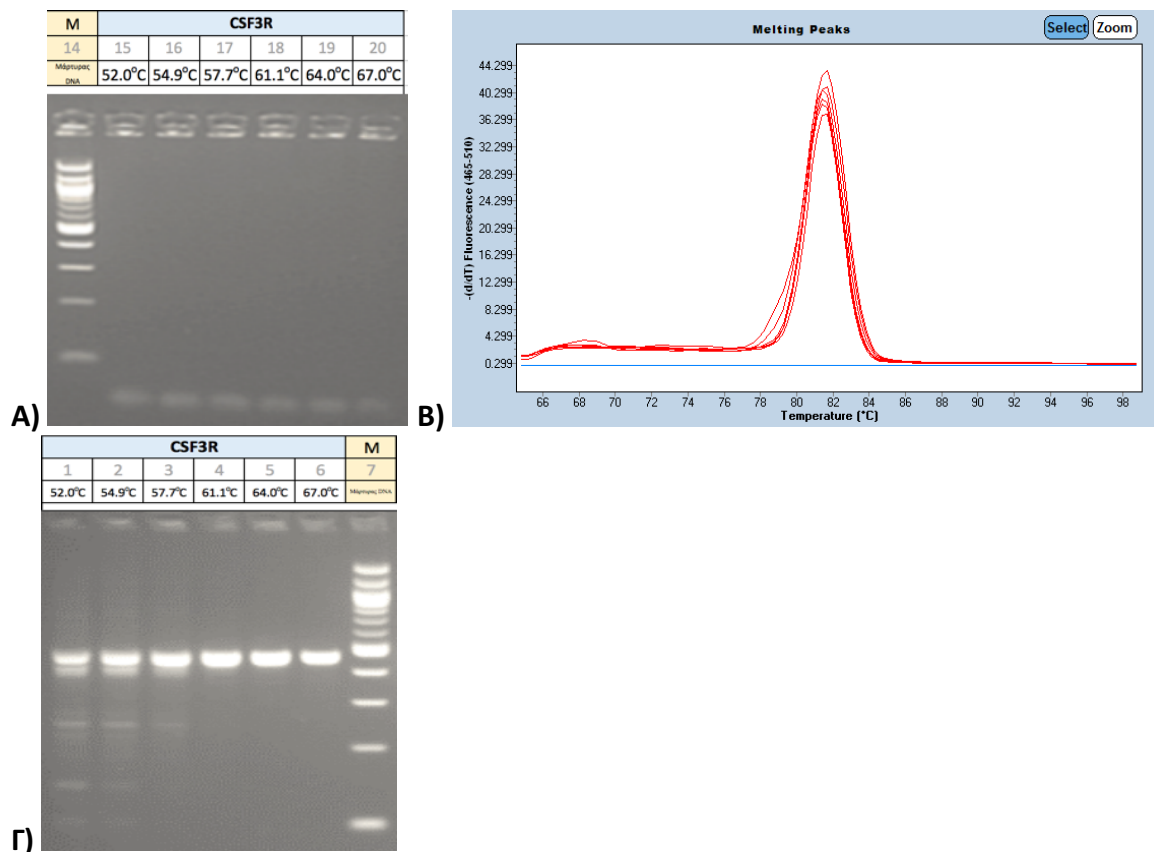 M CSF3R
14 15 16 17 18 19 20
Μάρτυρας DNA 52.0°C 54.9°C 57.7°C 61.1°C 64.0°C 67.0°C
A)
Melting Peaks
Select Zoom
-(d/dT) Fluorescence (465-510)
44.299
40.299
36.299
32.299
28.299
24.299
20.299
16.299
12.299
8.299
4.299
0.299
66 68 70 72 74 76 78 80 82 84 86 88 90 92 94 96 98
Temperature (°C)
B)
CSF3R M
1 2 3 4 5 6 7
52.0°C 54.9°C 57.7°C 61.1°C 64.0°C 67.0°C Μάρτυρας DNA
Γ)